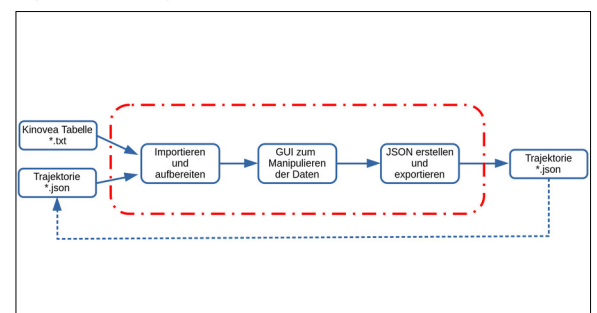 Kinovea Tabelle
*.txt
Trajektorie
*.json
Importieren
und
aufbereiten
GUI zum
Manipulieren
der Daten
JSON erstellen
und
exportieren
Trajektorie
*.json